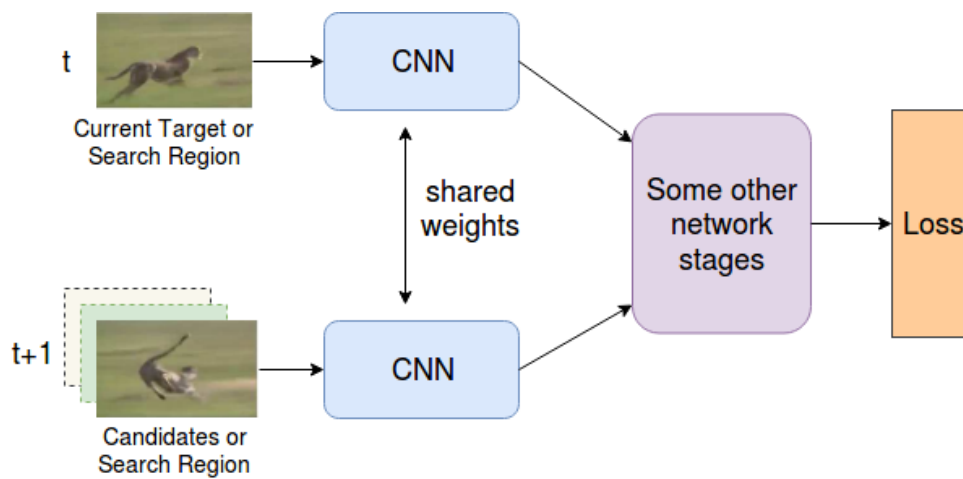 t
CNN
Current Target or
Search Region
shared
weights
Some other
network
stages
Loss
t+1
CNN
Candidates or
Search Region